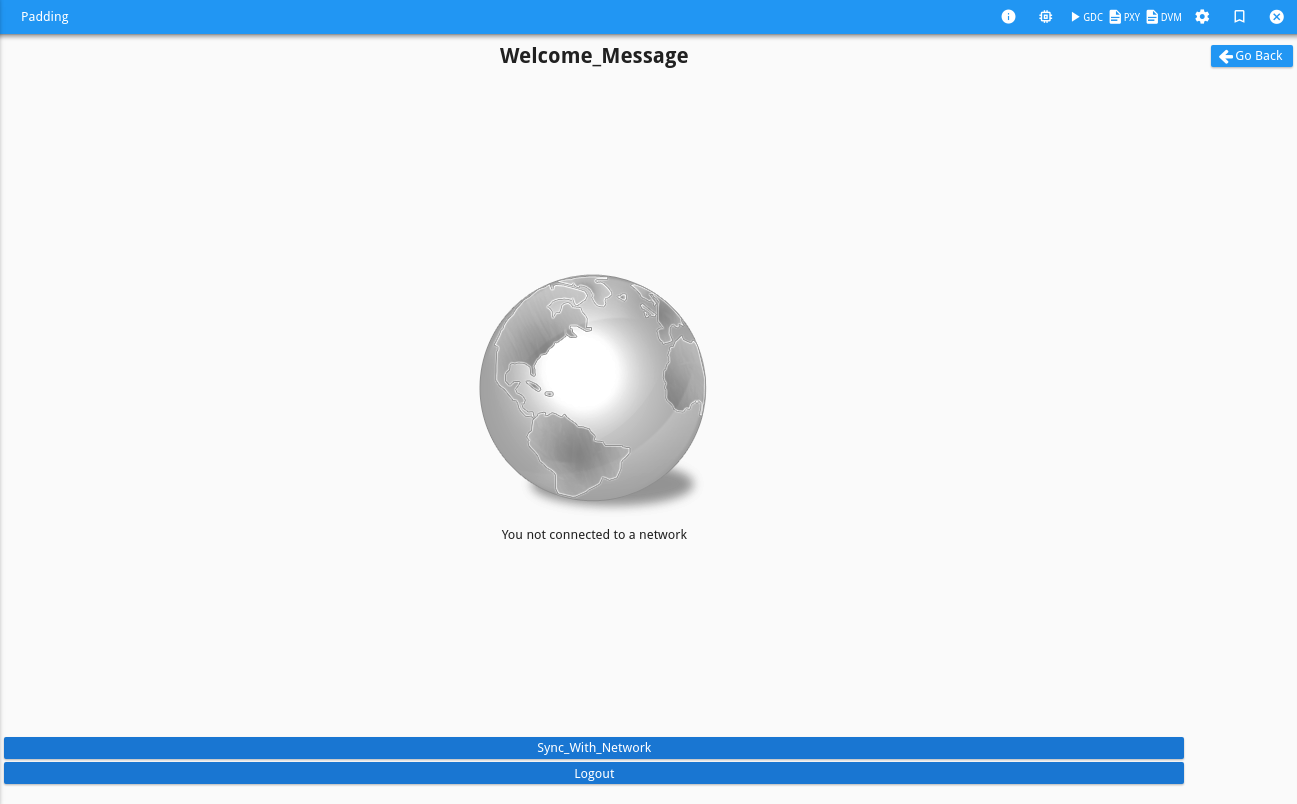 Padding
GDC PXY DVM
Welcome_Message
Go Back
You not connected to a network
Sync_With_Network
Logout